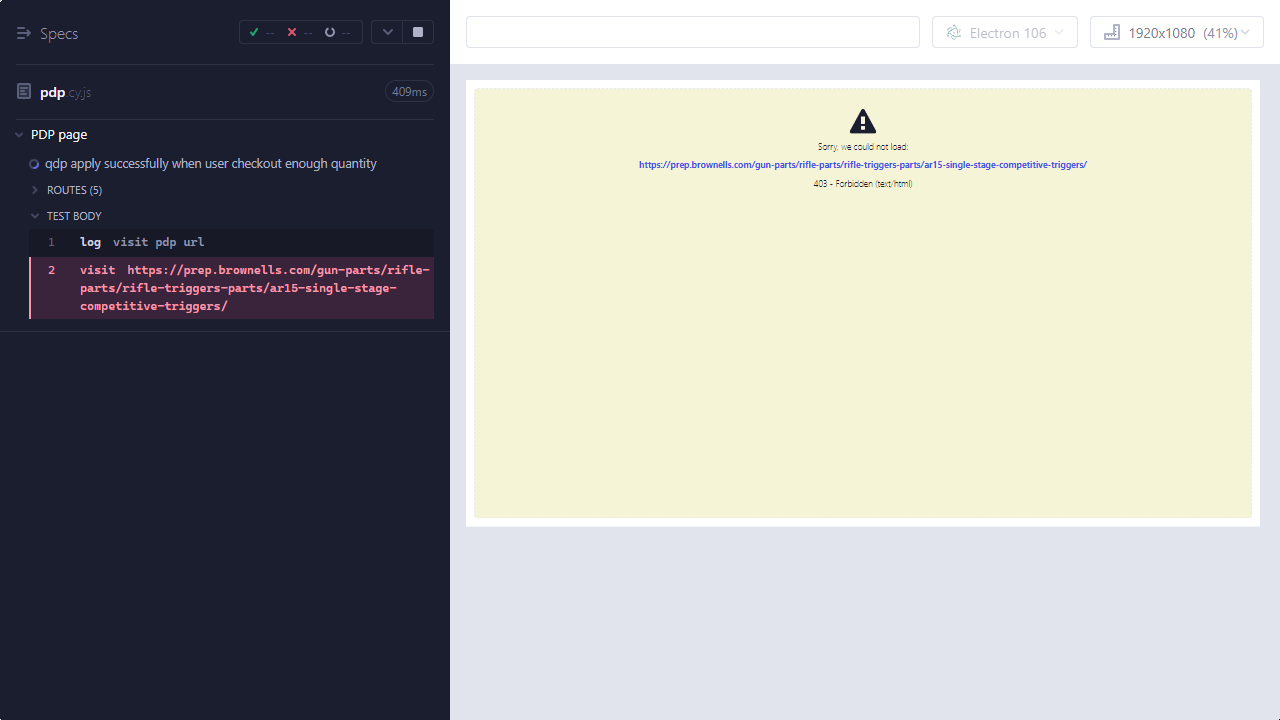 Specs
-- -- --
pdp.cy.js
409ms
PDP page
qdp apply successfully when user checkout enough quantity
ROUTES (5)
TEST BODY
1 log visit pdp url
2 visit https://prep.brownells.com/gun-parts/rifle-
parts/rifle-triggers-parts/ar15-single-stage-
competitive-triggers/
Electron 106
1920x1080 (41%)
Sorry, we could not load:
https://prep.brownells.com/gun-parts/rifle-parts/rifle-triggers-parts/ar15-single-stage-competitive-triggers/
403 - Forbidden (text/html)